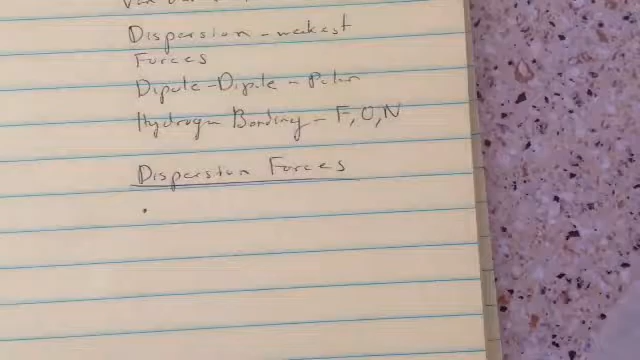 Dispersion - weakest
Forces
Dipole-Dipole - Polar
Hydrogen Bonding - F, O, N
Dispersion Forces